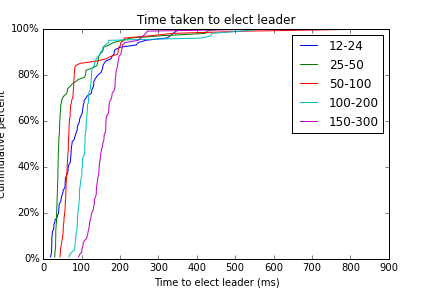 Time taken to elect leader
100%
80%
60%
40%
20%
0%
Cummulative percent
12-24
25-50
50-100
100-200
150-300
0 100 200 300 400 500 600 700 800 900
Time to elect leader (ms)